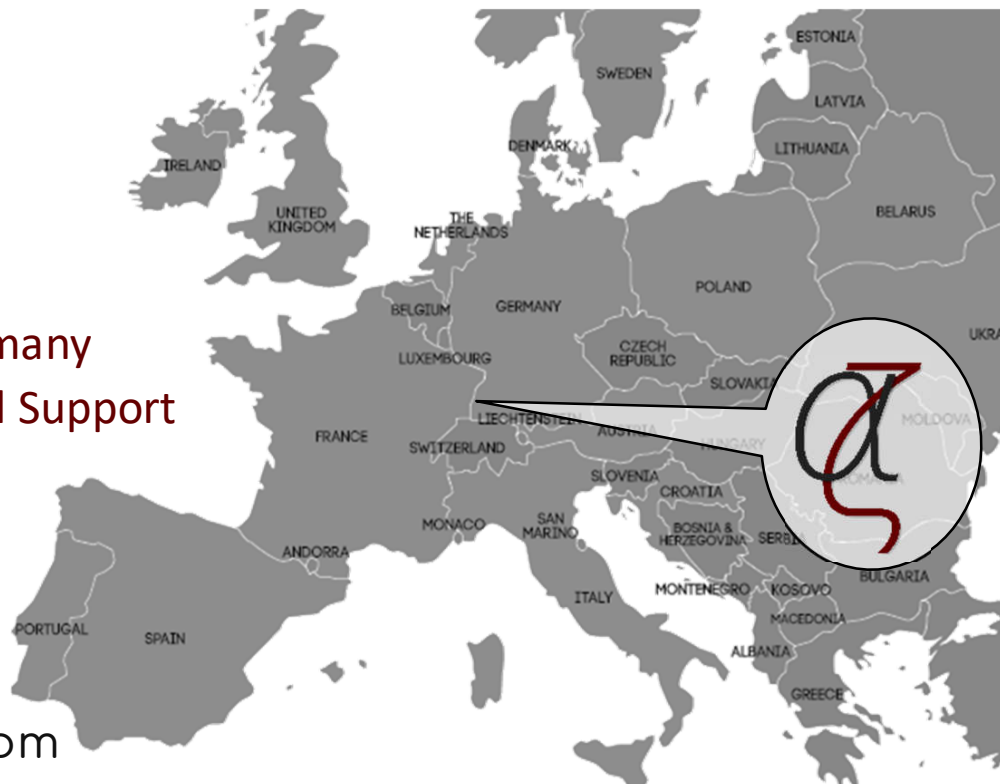 ESTONIA
SWEDEN
LATVIA
DENMARK
LITHUANIA
IRELAND
BELARUS
UNITED
KINGDOM
THE
NETHERLANDS
POLAND
GERMANY
BELGIUM
UKRA
many
CZECH
REPUBLIC
LUXEMBOURG
SLOVAKIA
l Support
LIECHTENSTEIN
MOLDOVA
AUSTRIA
FRANCE
HUNGARY
SWITZERLAND
SLOVENIA
ROMANIA
CROATIA
MONACO
SAN
MARINO
BOSNIA &
HERZEGOVINA
SERBIA
ANDORRA
BULGARIA
MONTENEGRO
KOSOVO
ITALY
MACEDONIA
PORTUGAL
SPAIN
ALBANIA
GREECE
om